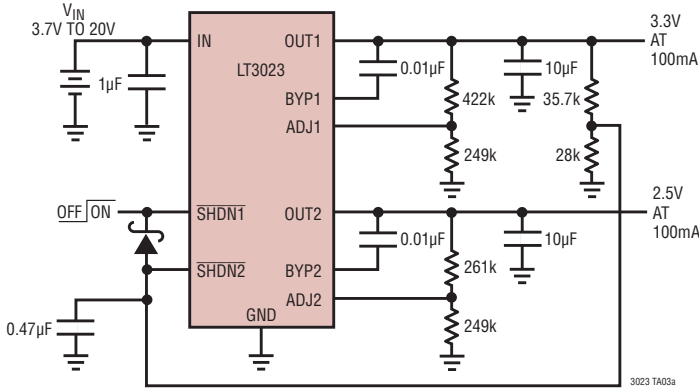 VIN
3.7V TO 20V
1µF
IN
LT3023
OUT1
BYP1
ADJ1
0.01µF
422k
249k
10µF
35.7k
28k
3.3V
AT
100mA
OFF ON
SHDN1
SHDN2
OUT2
BYP2
ADJ2
GND
0.01µF
261k
249k
10µF
2.5V
AT
100mA
0.47µF
3023 TA03a